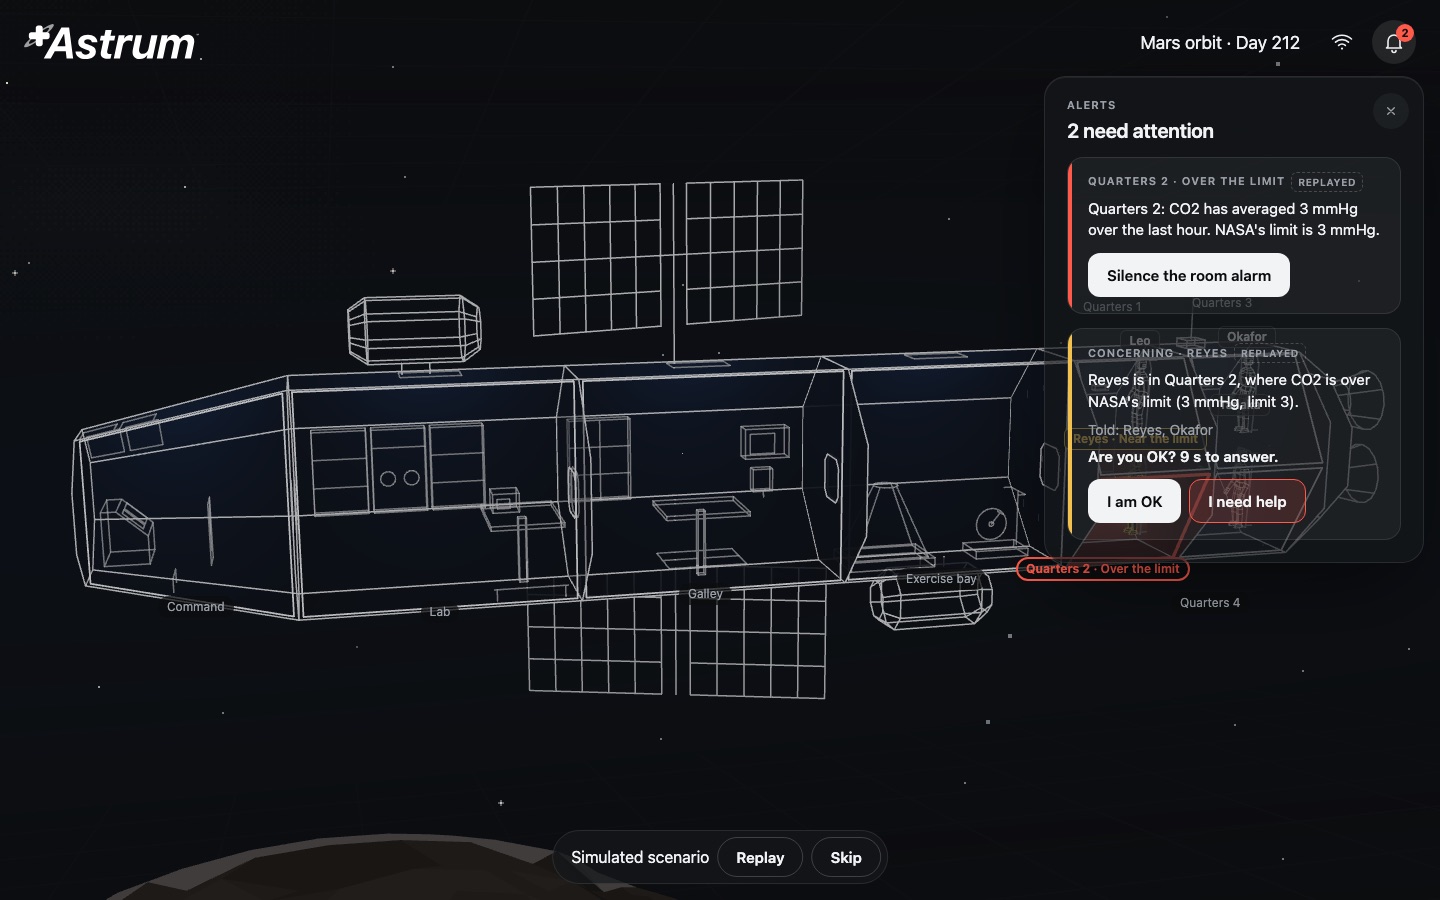 Astrum
Mars orbit · Day 212
2
ALERTS
2 need attention
QUARTERS 2 · OVER THE LIMIT REPLAYED
Quarters 2: CO2 has averaged 3 mmHg
over the last hour. NASA's limit is 3 mmHg.
Silence the room alarm
Quarters 1
Quarters 3
Leo
Okafor
CONCERNING · REYES REPLAYED
Reyes is in Quarters 2, where CO2 is over
NASA's limit (3 mmHg, limit 3).
Told: Reyes, Okafor
Reyes · Near the limit
Are you OK? 9 s to answer.
I am OK
I need help
Quarters 2 · Over the limit
Exercise bay
Galley
Quarters 4
Command
Lab
Simulated scenario
Replay
Skip